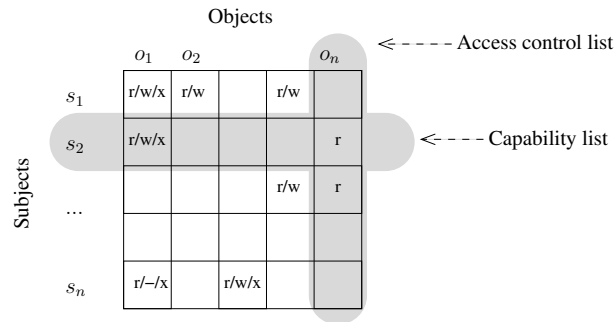 Objects
Access control list
o1 o2 on
s1 r/w/x r/w r/w
s2 r/w/x r
Capability list
Subjects
... r/w r
sn r/–/x r/w/x